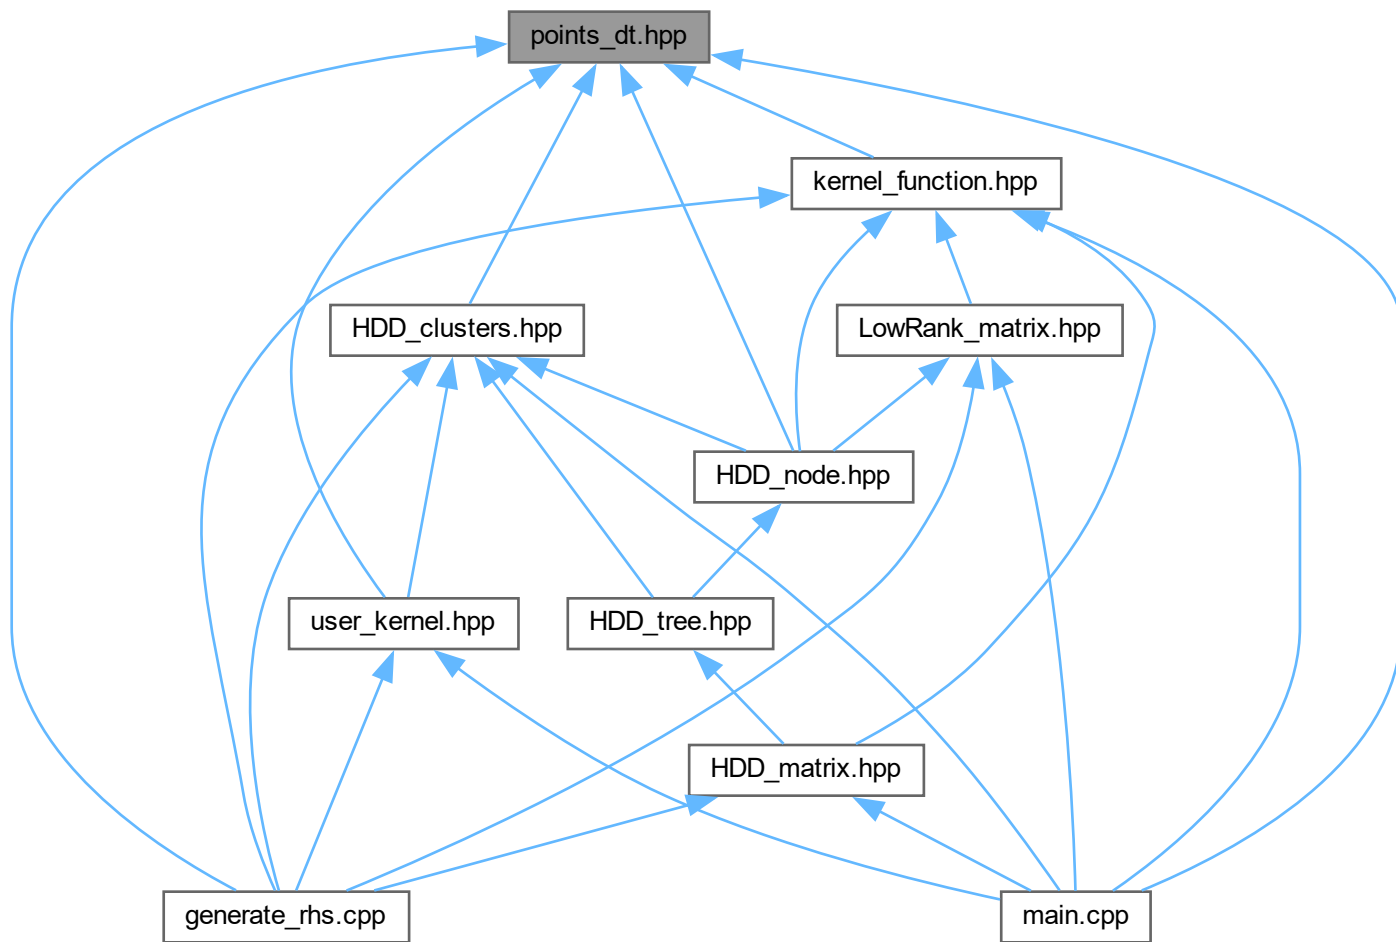 points_dt.hpp
kernel_function.hpp
HDD_clusters.hpp
LowRank_matrix.hpp
HDD_node.hpp
user_kernel.hpp
HDD_tree.hpp
HDD_matrix.hpp
generate_rhs.cpp
main.cpp